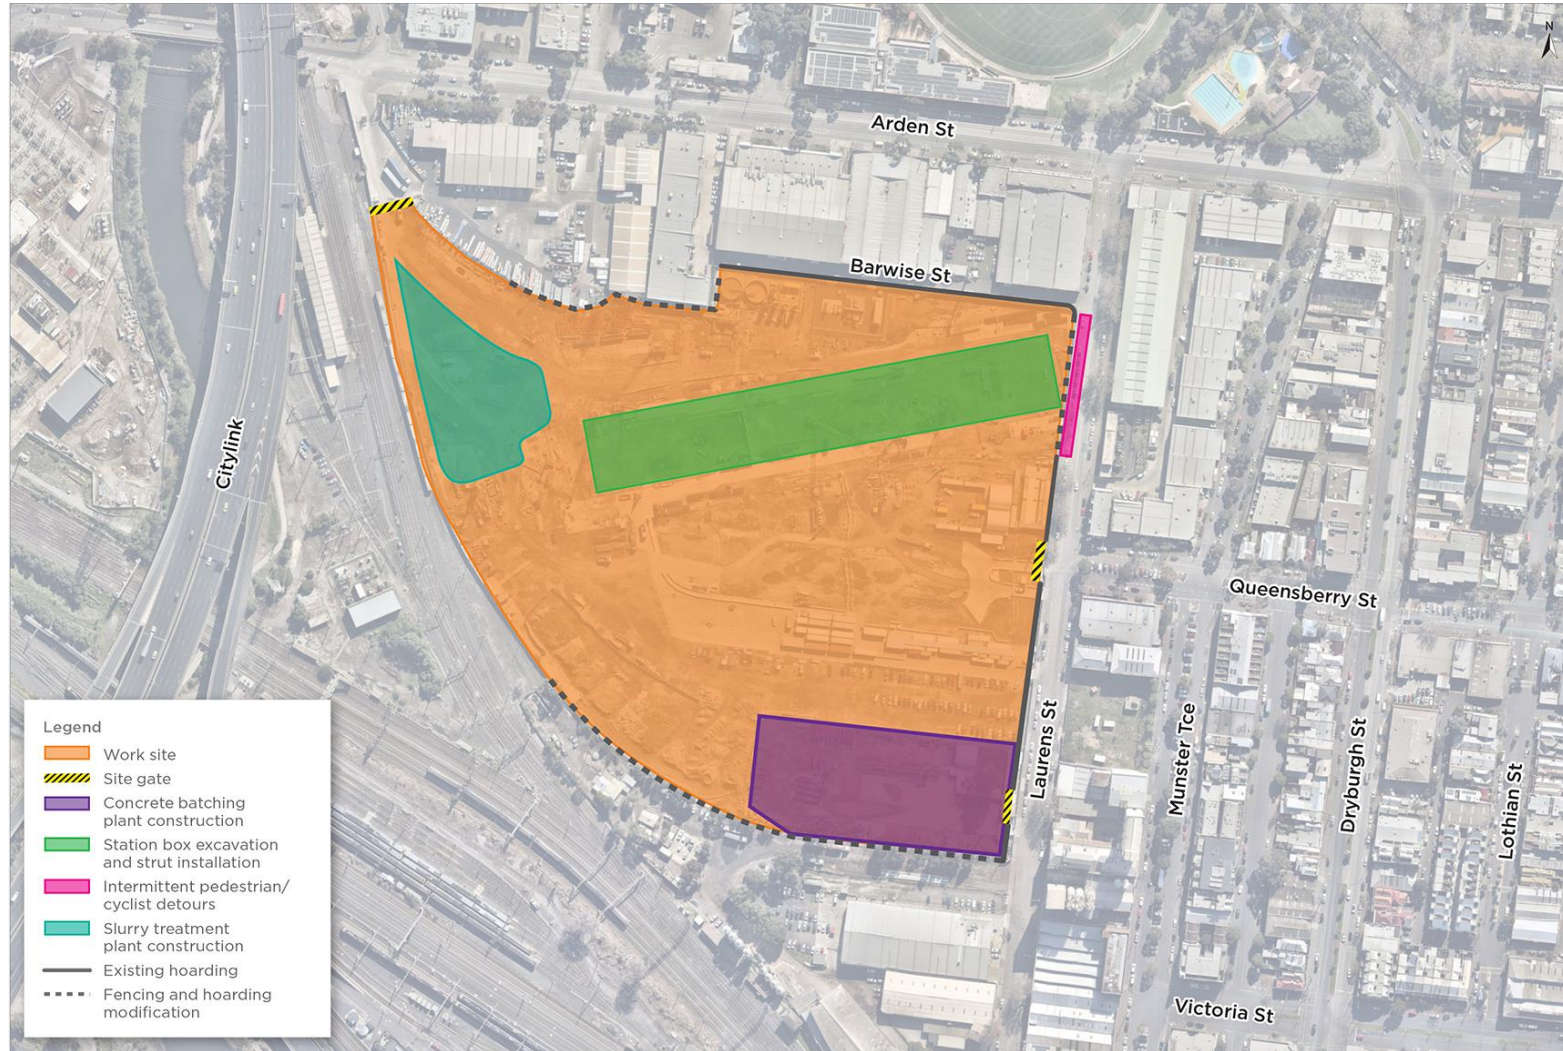 N
Arden St
Barwise St
Citylink
Queensberry St
Laurens St
Munster Tce
Dryburgh St
Lothian St
Victoria St
Legend
Work site
Site gate
Concrete batching
plant construction
Station box excavation
and strut installation
Intermittent pedestrian/
cyclist detours
Slurry treatment
plant construction
Existing hoarding
Fencing and hoarding
modification